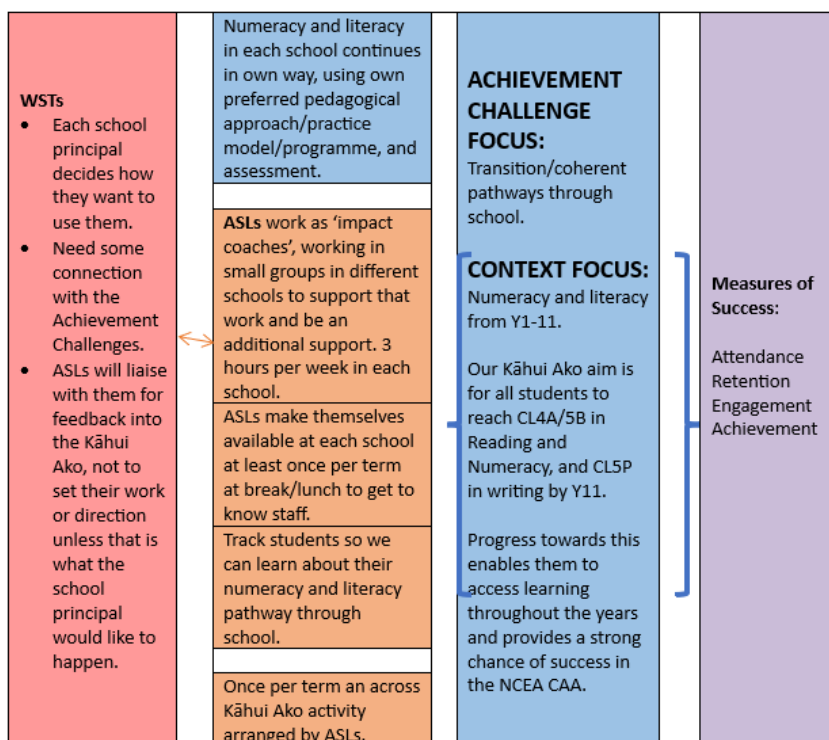 WSTs
• Each school
principal
decides how
they want to
use them.
• Need some
connection
with the
Achievement
Challenges.
• ASLs will liaise
with them for
feedback into
the Kāhui
Ako, not to
set their work
or direction
unless that is
what the
school
principal
would like to
happen.
Numeracy and literacy
in each school continues
in own way, using own
preferred pedagogical
approach/practice
model/programme, and
assessment.
ASLs work as ‘impact
coaches’, working in
small groups in different
schools to support that
work and be an
additional support. 3
hours per week in each
school.
ASLs make themselves
available at each school
at least once per term
at break/lunch to get to
know staff.
Track students so we
can learn about their
numeracy and literacy
pathway through
school.
Once per term an across
Kāhui Ako activity
arranged by ASLs.
ACHIEVEMENT
CHALLENGE
FOCUS:
Transition/coherent
pathways through
school.
CONTEXT FOCUS:
Numeracy and literacy
from Y1-11.
Our Kāhui Ako aim is
for all students to
reach CL4A/5B in
Reading and
Numeracy, and CL5P
in writing by Y11.
Progress towards this
enables them to
access learning
throughout the years
and provides a strong
chance of success in
the NCEA CAA.
Measures of
Success:
Attendance
Retention
Engagement
Achievement